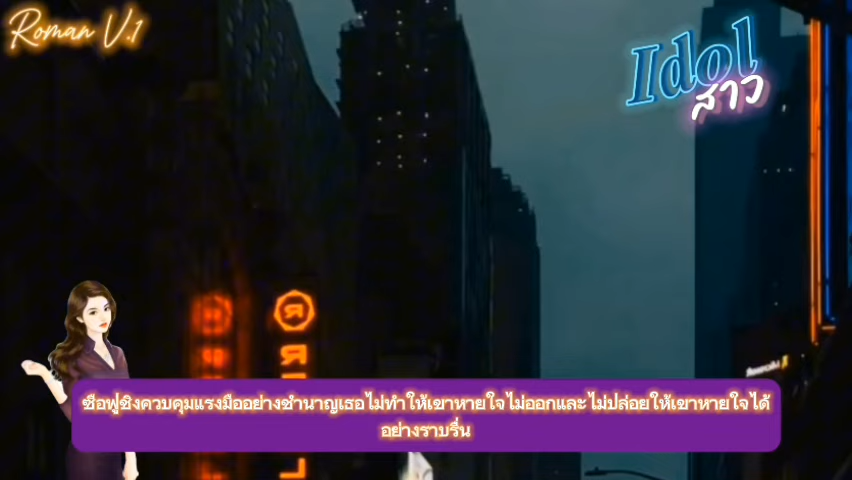 Roman V.1
Idol
สาว
ซือฟูชิงควบคุมแรงมืออย่างชำนาญเธอไม่ทำให้เขาหายใจไม่ออกและไม่ปล่อยให้เขาหายใจได้
อย่างราบรื่น